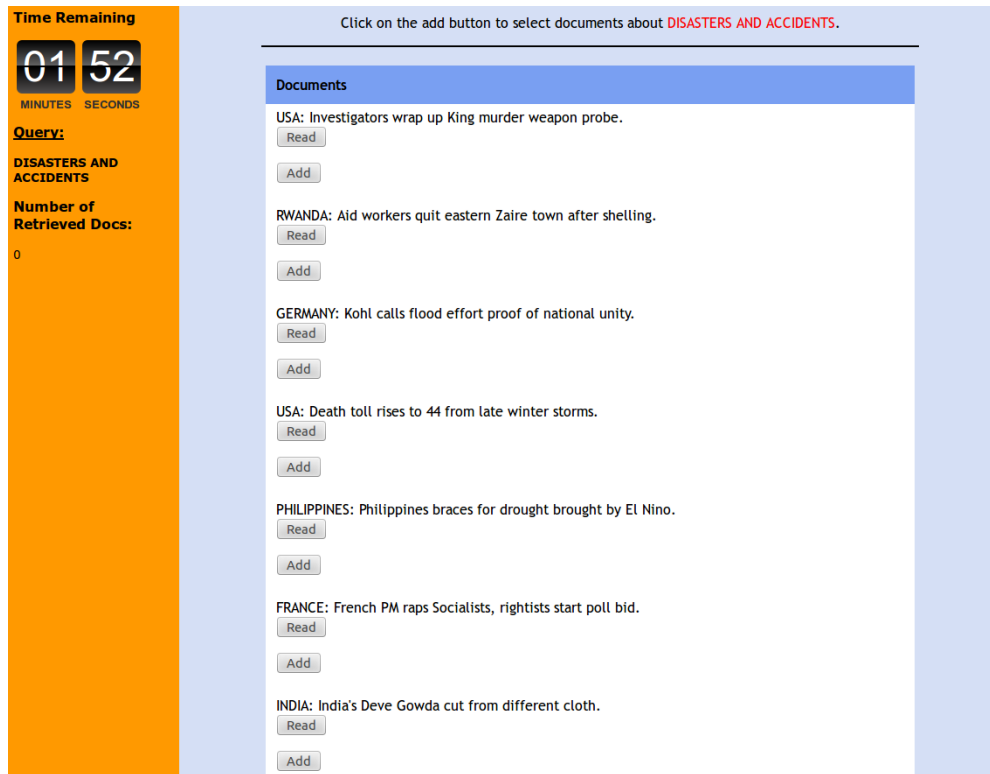 Time Remaining
01 52
MINUTES SECONDS
Query:
DISASTERS AND
ACCIDENTS
Number of
Retrieved Docs:
0
Click on the add button to select documents about DISASTERS AND ACCIDENTS.
Documents
USA: Investigators wrap up King murder weapon probe.
Read
Add
RWANDA: Aid workers quit eastern Zaire town after shelling.
Read
Add
GERMANY: Kohl calls flood effort proof of national unity.
Read
Add
USA: Death toll rises to 44 from late winter storms.
Read
Add
PHILIPPINES: Philippines braces for drought brought by El Nino.
Read
Add
FRANCE: French PM raps Socialists, rightists start poll bid.
Read
Add
INDIA: India's Deve Gowda cut from different cloth.
Read
Add